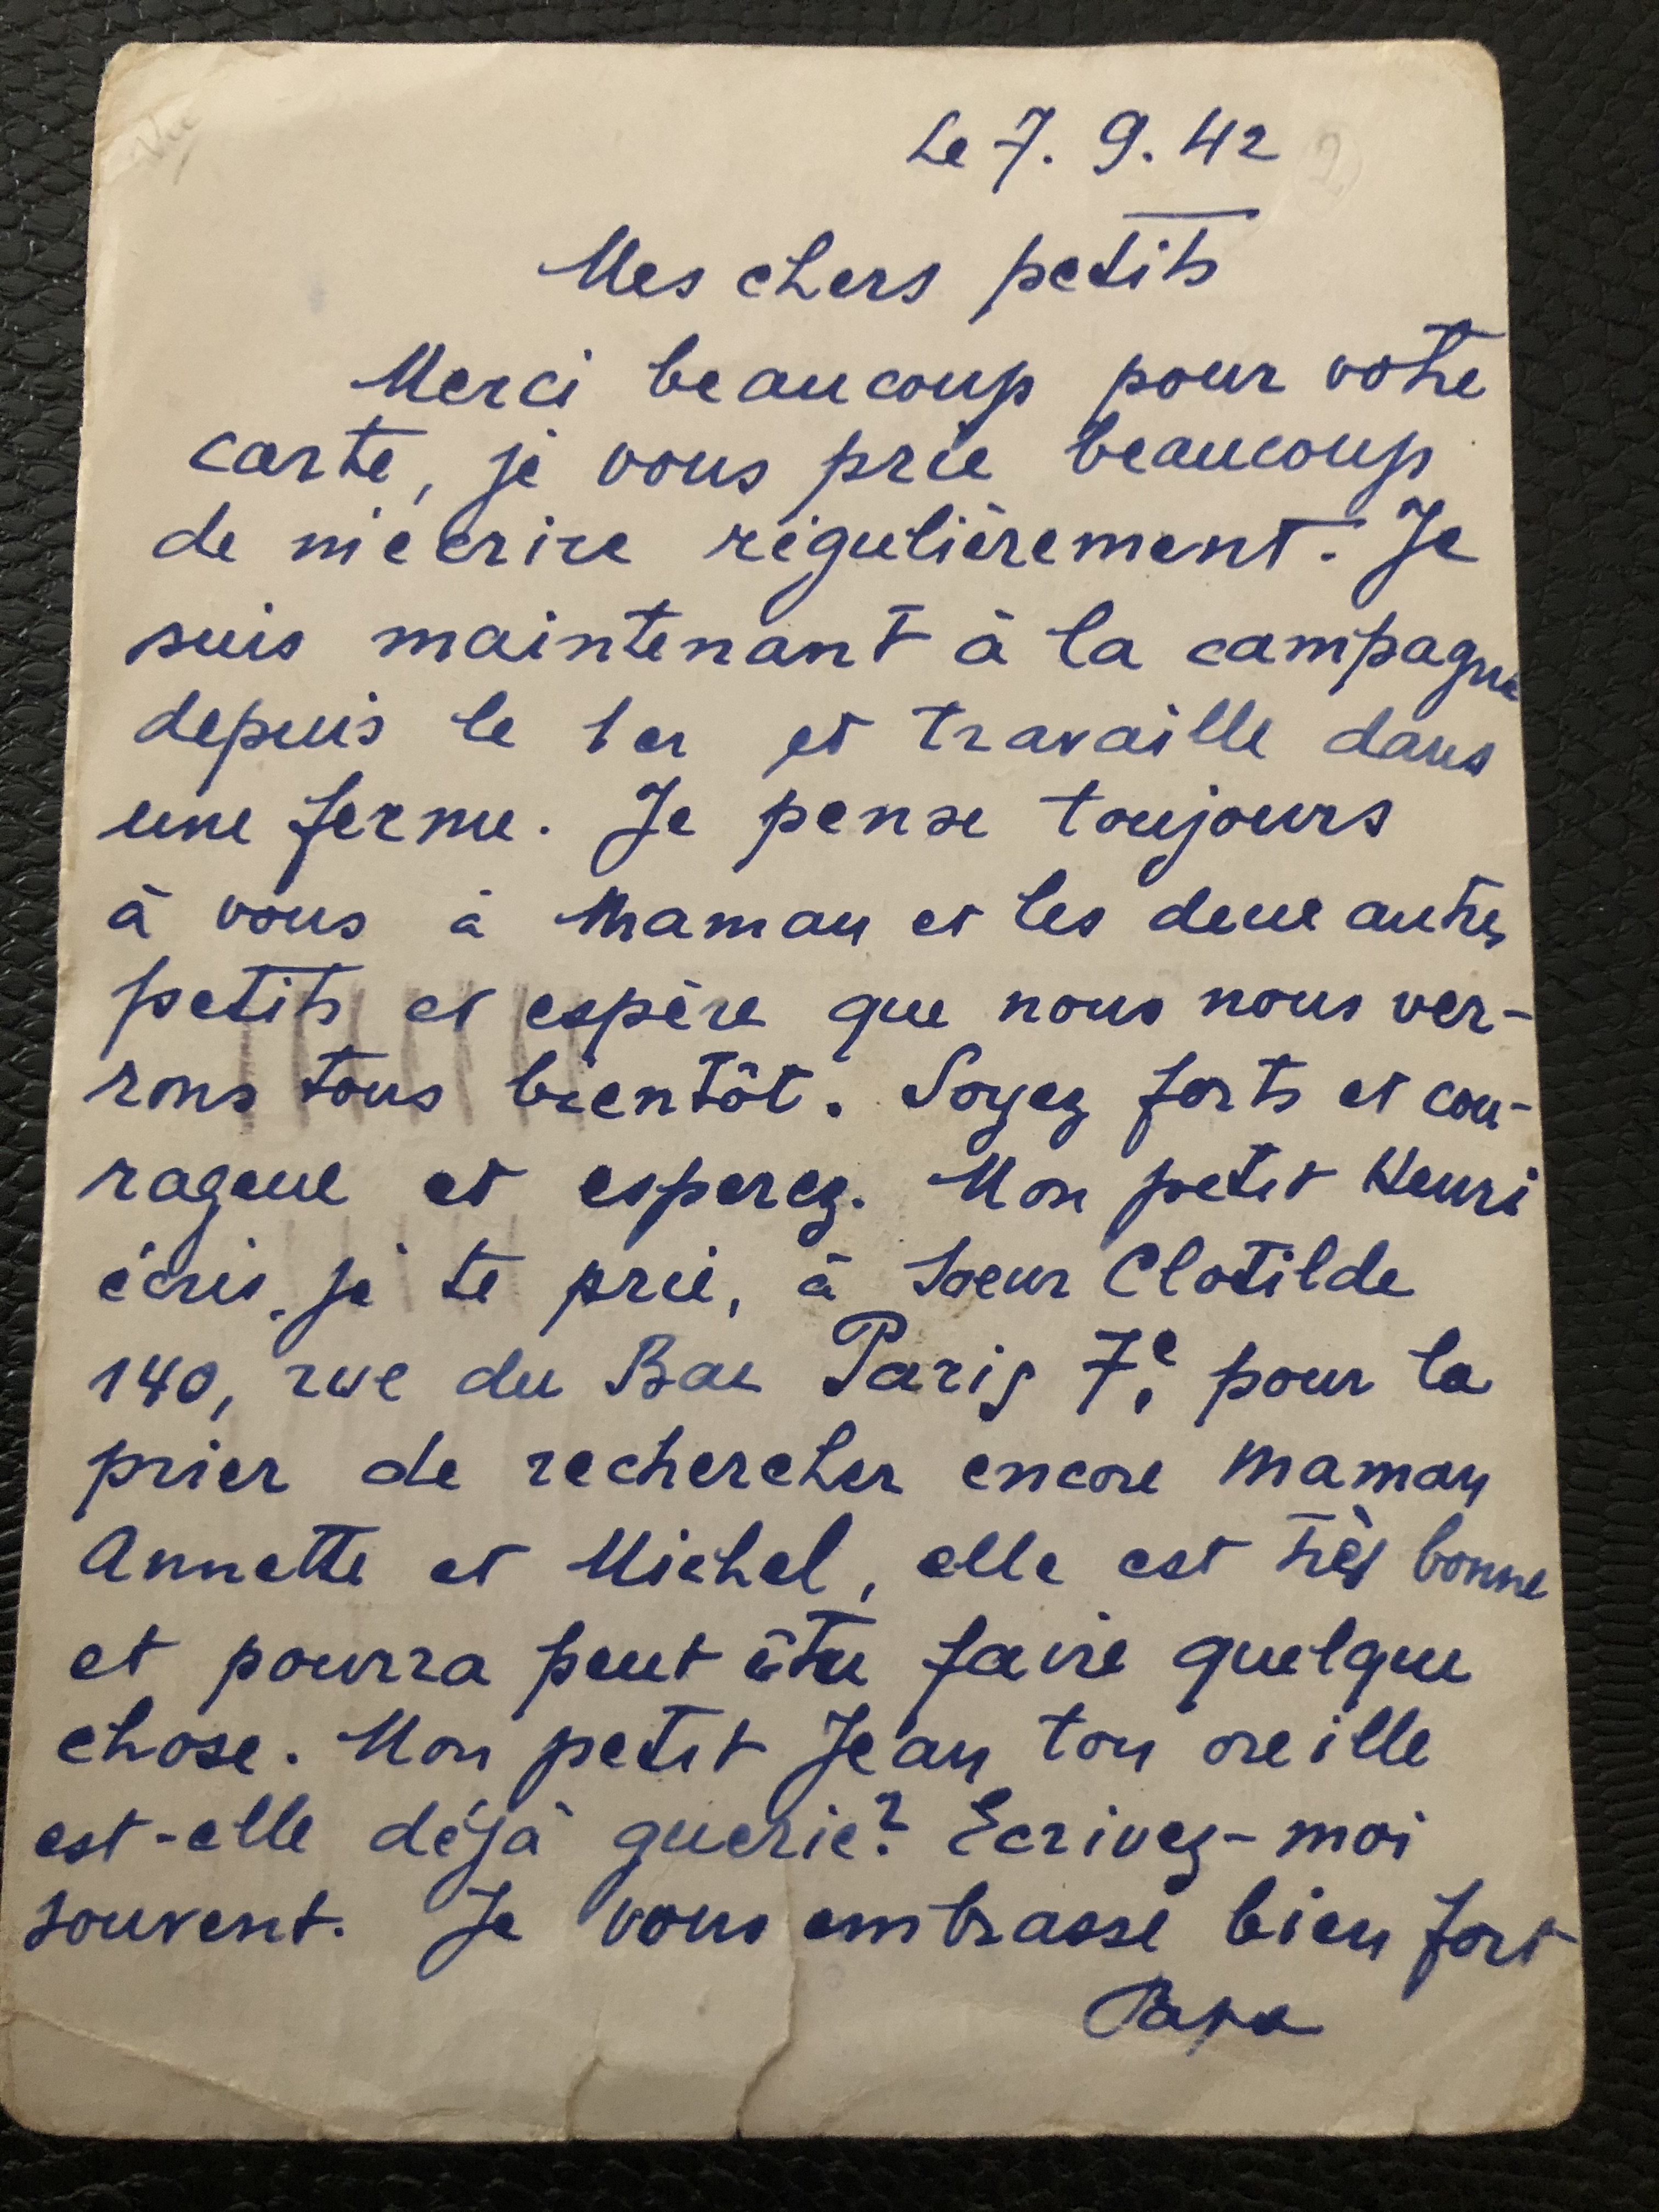 Le 7. 9. 42
Mes chers petits
Merci beaucoup pour votre
carte, je vous prie beaucoup
de m'écrire régulièrement. Je
suis maintenant à la campagne
depuis le 1er et travaille dans
une ferme. Je pense toujours
à vous à Maman et les deux autres
petits et espère que nous nous ver-
rons tous bientôt. Soyez forts et cou-
rageux et esperez. Mon petit Henri
écris, je te prie, à Soeur Clotilde
140, rue du Bac Paris 7e. pour la
prier de rechercher encore Maman
Annette et Michel, elle est très bonne
et pourra peut être faire quelque
chose. Mon petit Jean ton oreille
est-elle déjà guerie? Ecrivez-moi
souvent. Je vous embrasse bien fort
Papa